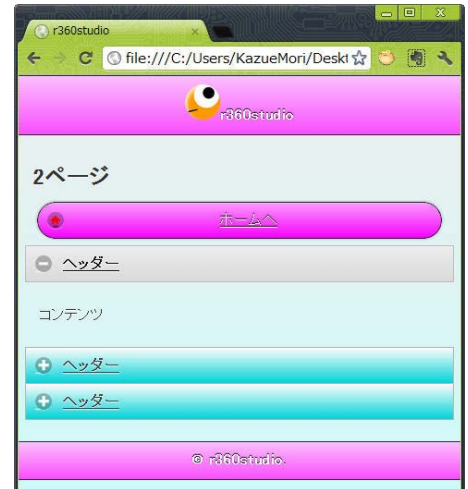 r360studio
file:///C:/Users/KazueMori/Deskt
r360studio
2ページ
ホームへ
ヘッダー
コンテンツ
ヘッダー
ヘッダー
© r360studio.